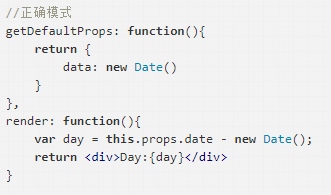 //正确模式
getDefaultProps: function(){
    return {
        data: new Date()
    }
},
render: function(){
    var day = this.props.date - new Date();
    return <div>Day:{day}</div>
}